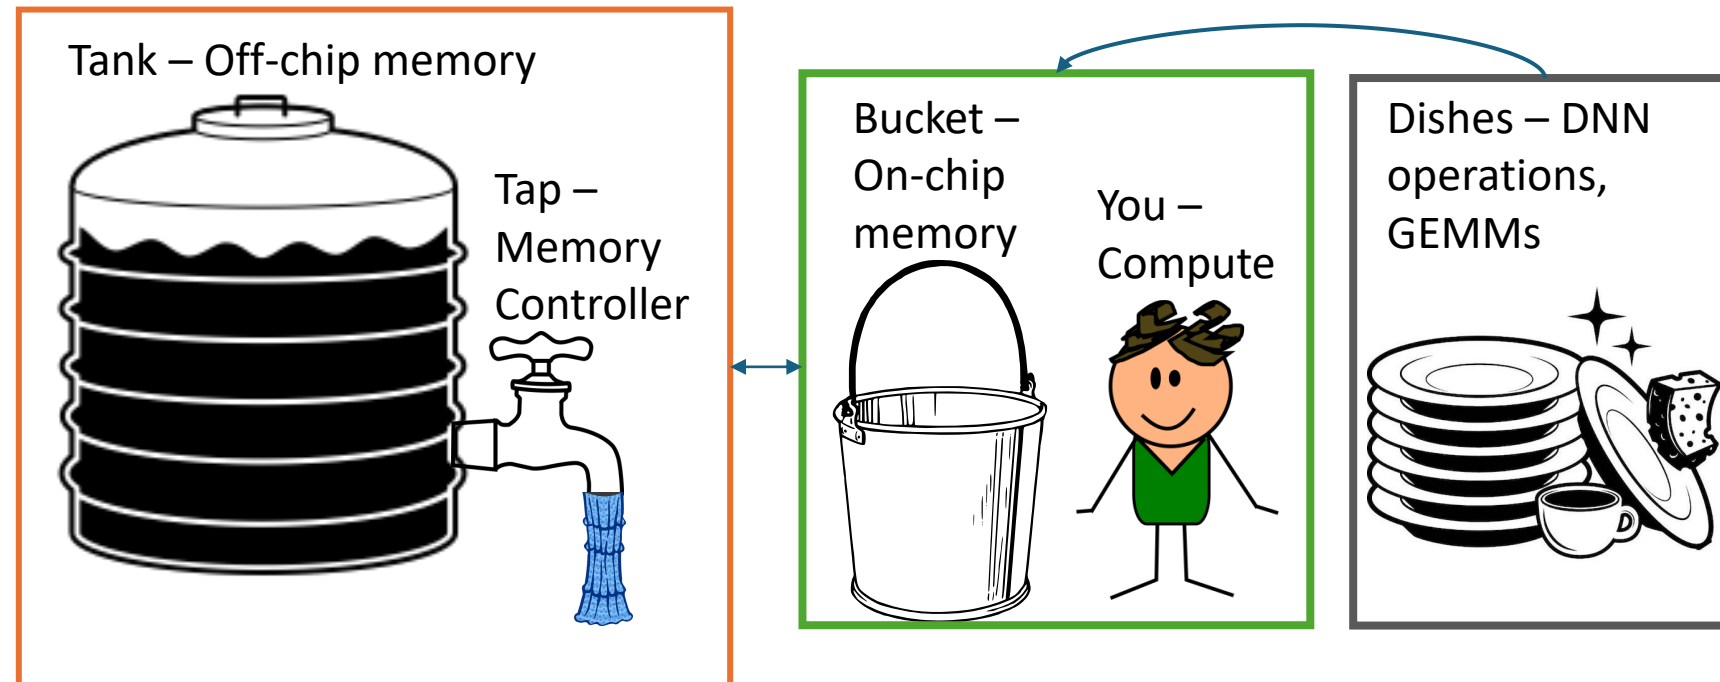 Tank – Off-chip memory
Tap –
Memory
Controller
Bucket –
On-chip
memory
You –
Compute
Dishes – DNN
operations,
GEMMs